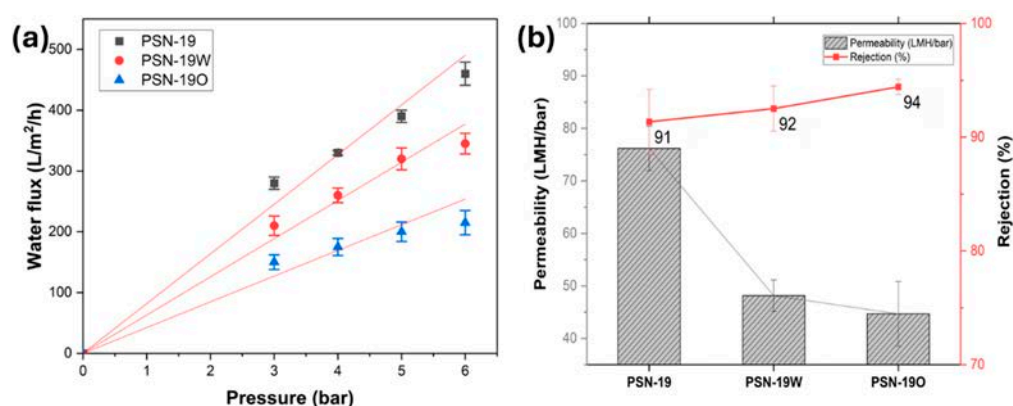 (a)
PSN-19
PSN-19W
PSN-19O
500
400
300
200
100
0
0 1 2 3 4 5 6
Water flux (L/m²/h)
Pressure (bar)
(b)
Permeability (LMH/bar)
Rejection (%)
100
90
80
70
60
50
40
100
90
80
70
91
92
94
Permeability (LMH/bar)
Rejection (%)
PSN-19 PSN-19W PSN-19O